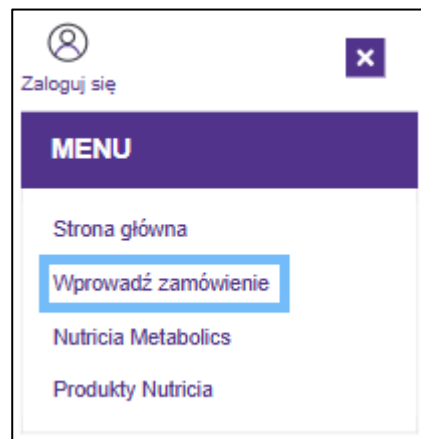 Zaloguj się
MENU
Strona główna
Wprowadź zamówienie
Nutricia Metabolics
Produkty Nutricia